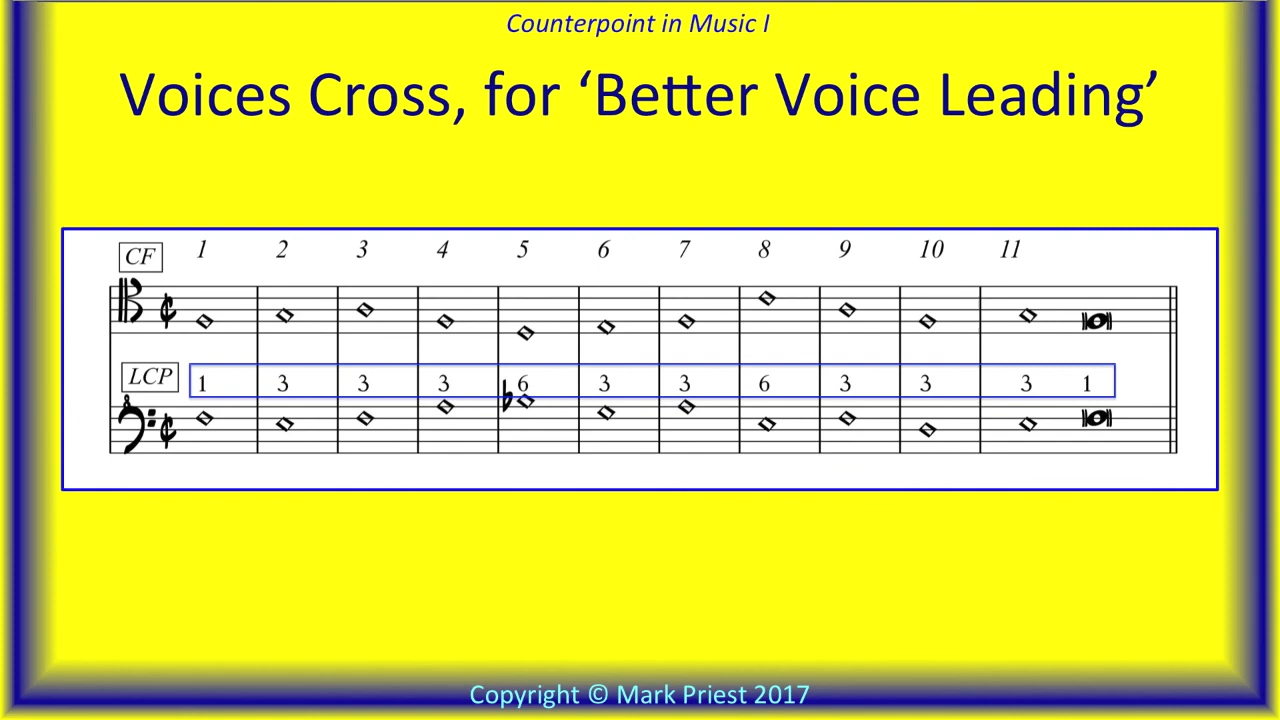 Counterpoint in Music I
Voices Cross, for ‘Better Voice Leading’
CF 1 2 3 4 5 6 7 8 9 10 11
LCP 1 3 3 3 6 3 3 6 3 3 3 1
Copyright © Mark Priest 2017